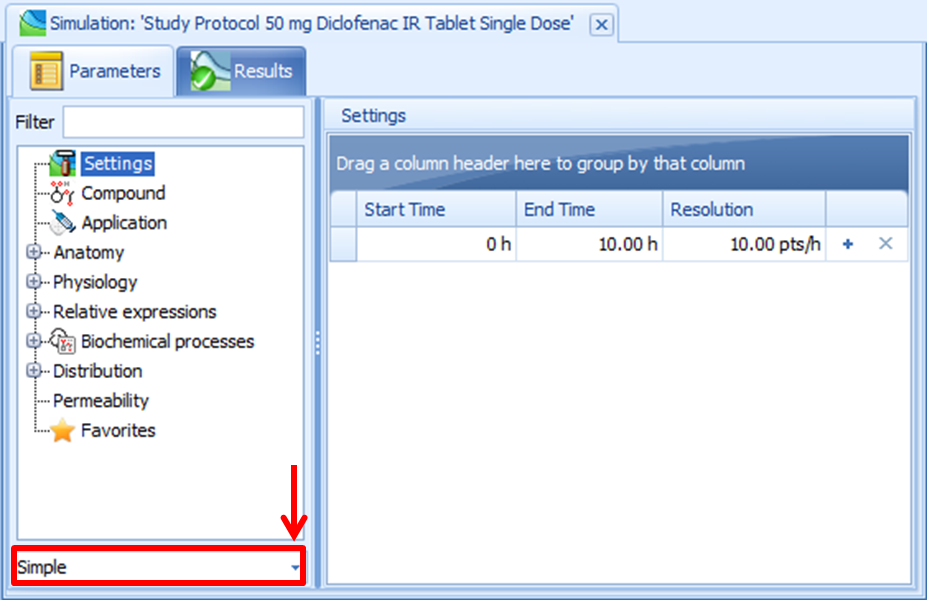 Simulation: 'Study Protocol 50 mg Diclofenac IR Tablet Single Dose'
Parameters
Results
Filter
Settings
Compound
Application
Anatomy
Physiology
Relative expressions
Biochemical processes
Distribution
Permeability
Favorites
Simple
Settings
Drag a column header here to group by that column
Start Time End Time Resolution
0 h 10.00 h 10.00 pts/h